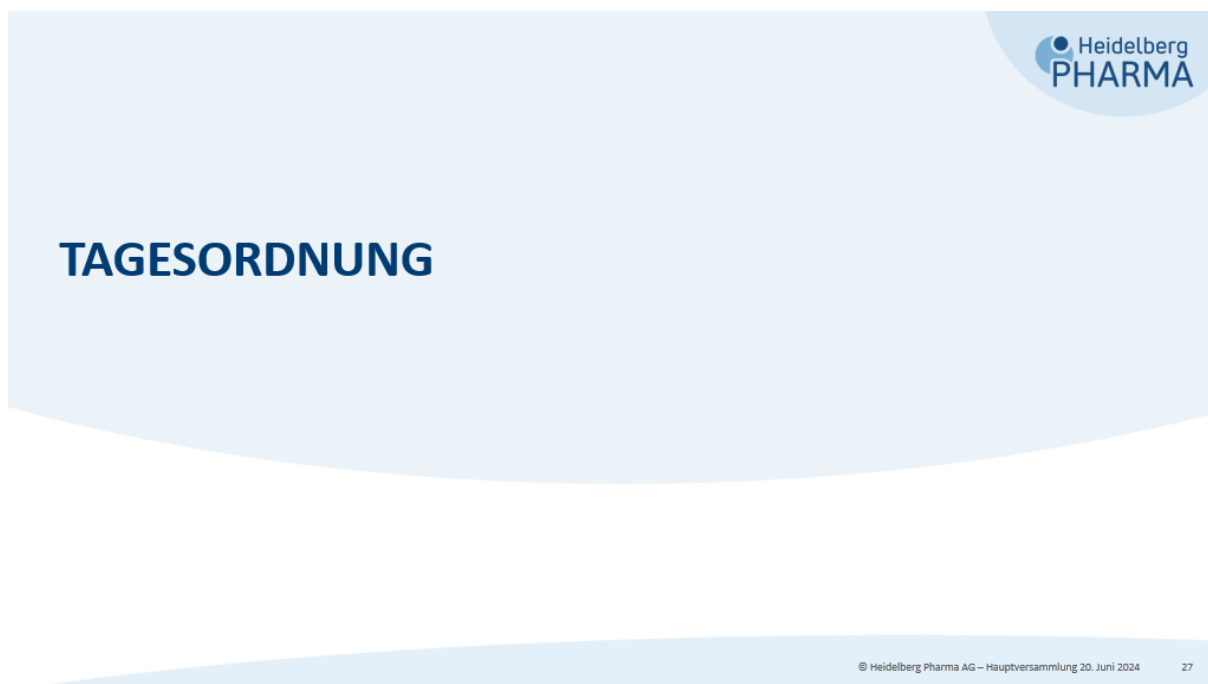 Heidelberg
PHARMA
TAGESORDNUNG
© Heidelberg Pharma AG – Hauptversammlung 20. Juni 2024 27